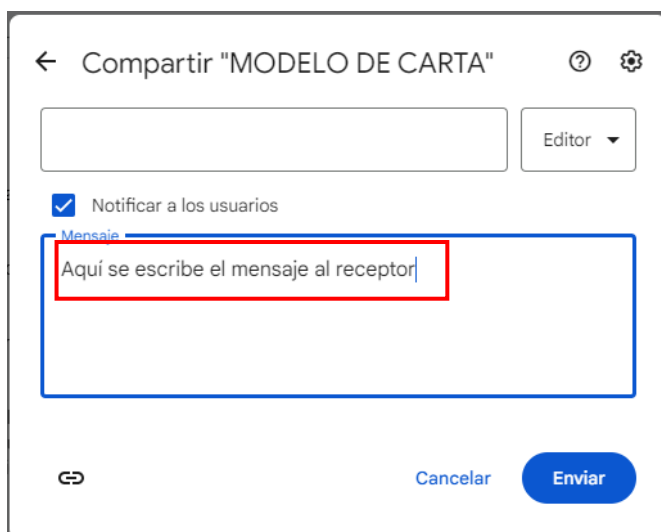 Compartir "MODELO DE CARTA"
Editor
Notificar a los usuarios
Mensaje
Aquí se escribe el mensaje al receptor
Cancelar
Enviar